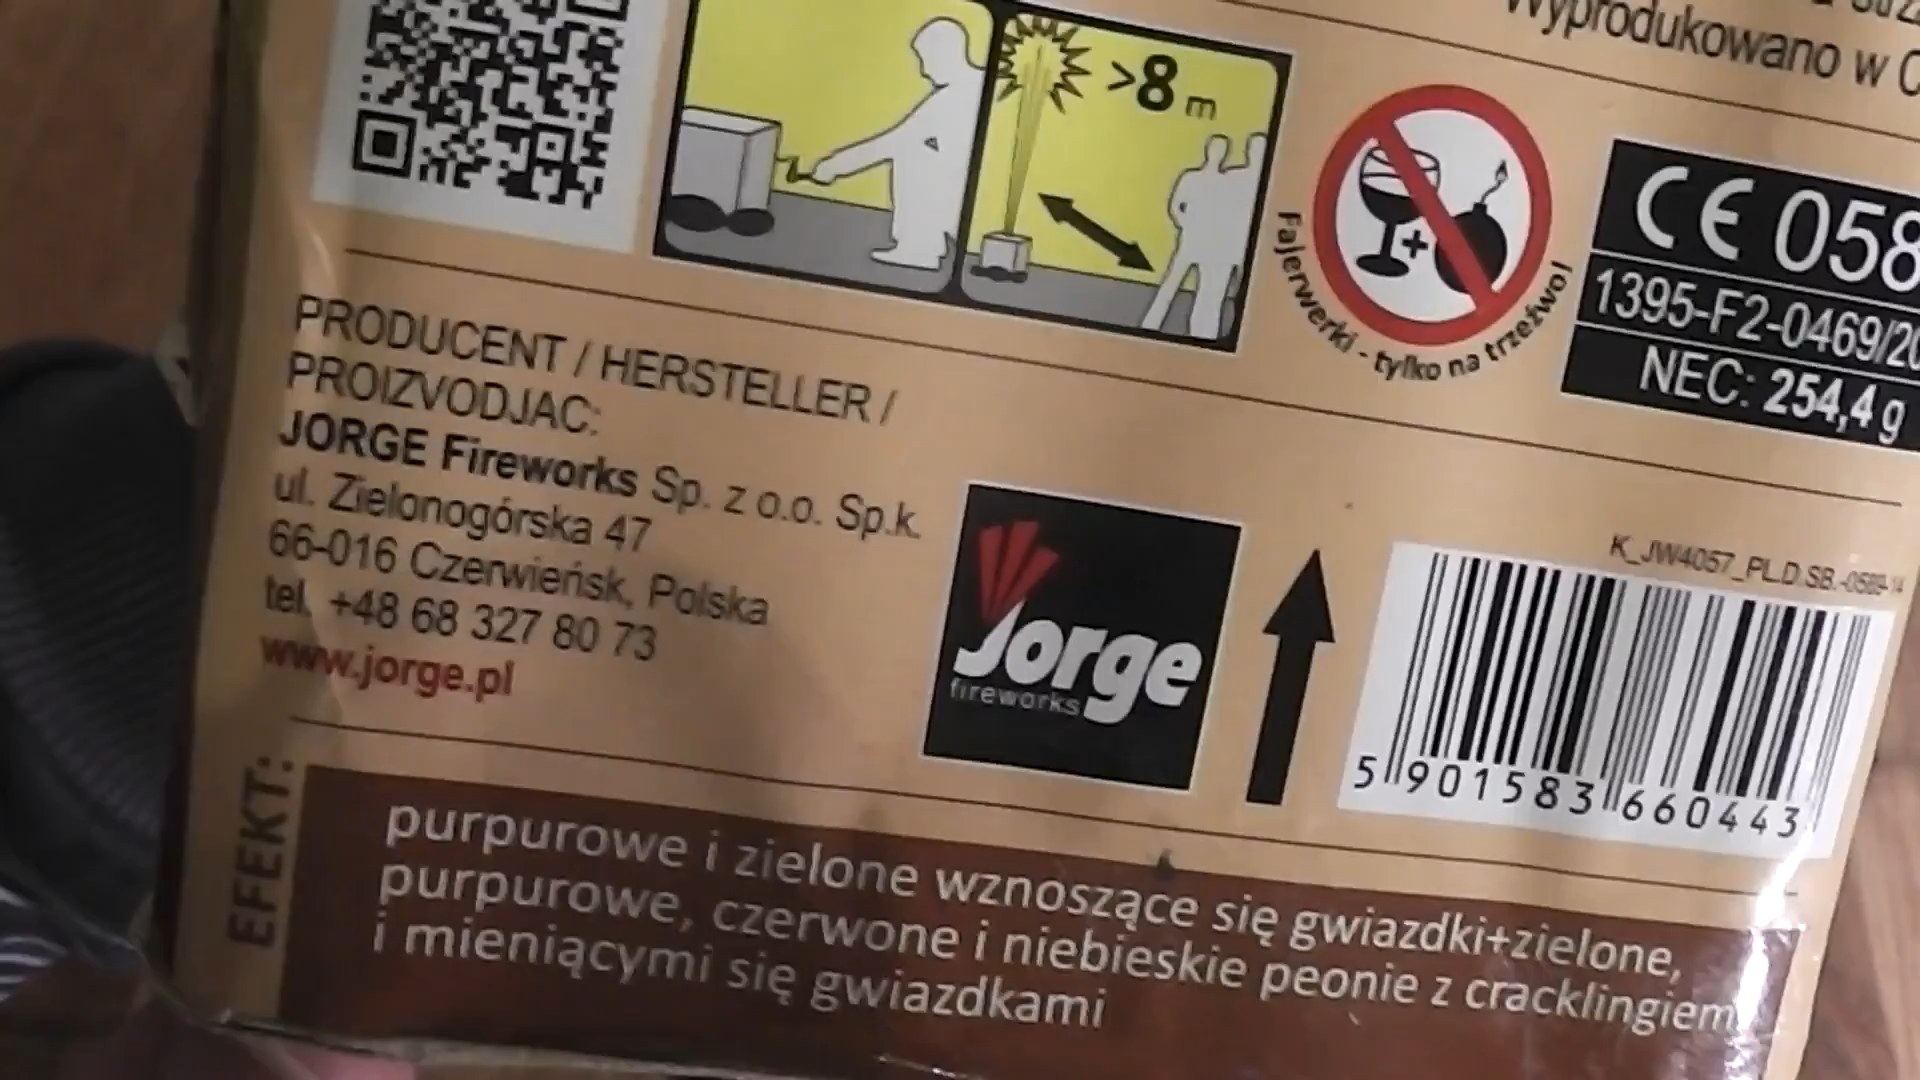 Wyprodukowano w
>8 m
Fajerwerki - tylko na trzeźwo!
CE 058
1395-F2-0469/20
NEC: 254,4 g
PRODUCENT / HERSTELLER /
PROIZVODJAC:
JORGE Fireworks Sp. z o.o. Sp.k.
ul. Zielonogórska 47
66-016 Czerwieńsk, Polska
tel. +48 68 327 80 73
www.jorge.pl
Jorge
fireworks
K_JW4057_PL.D.SB.-0589-14
5 901583 660443
EFEKT:
purpurowe i zielone wznoszące się gwiazdki+zielone,
purpurowe, czerwone i niebieskie peonie z cracklingiem
i mieniącymi się gwiazdkami